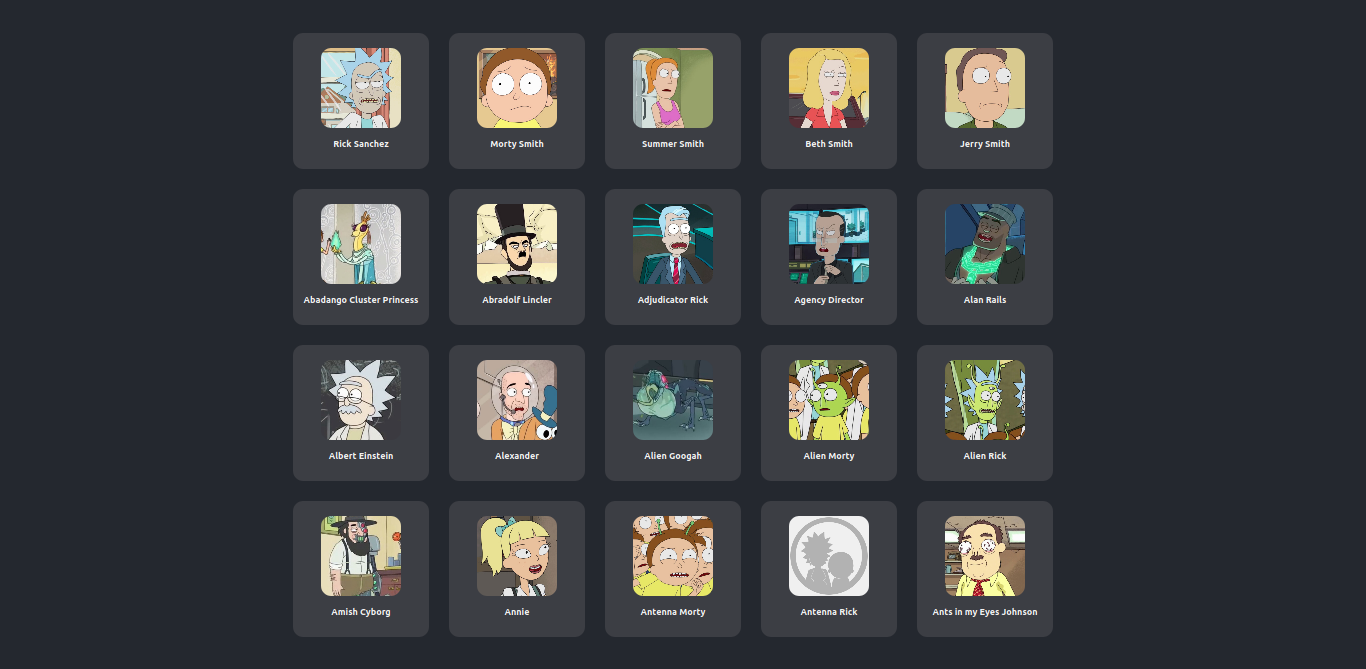 Rick Sanchez
Morty Smith
Summer Smith
Beth Smith
Jerry Smith
Abadango Cluster Princess
Abradolf Lincler
Adjudicator Rick
Agency Director
Alan Rails
Albert Einstein
Alexander
Alien Googah
Alien Morty
Alien Rick
Amish Cyborg
Annie
Antenna Morty
Antenna Rick
Ants in my Eyes Johnson